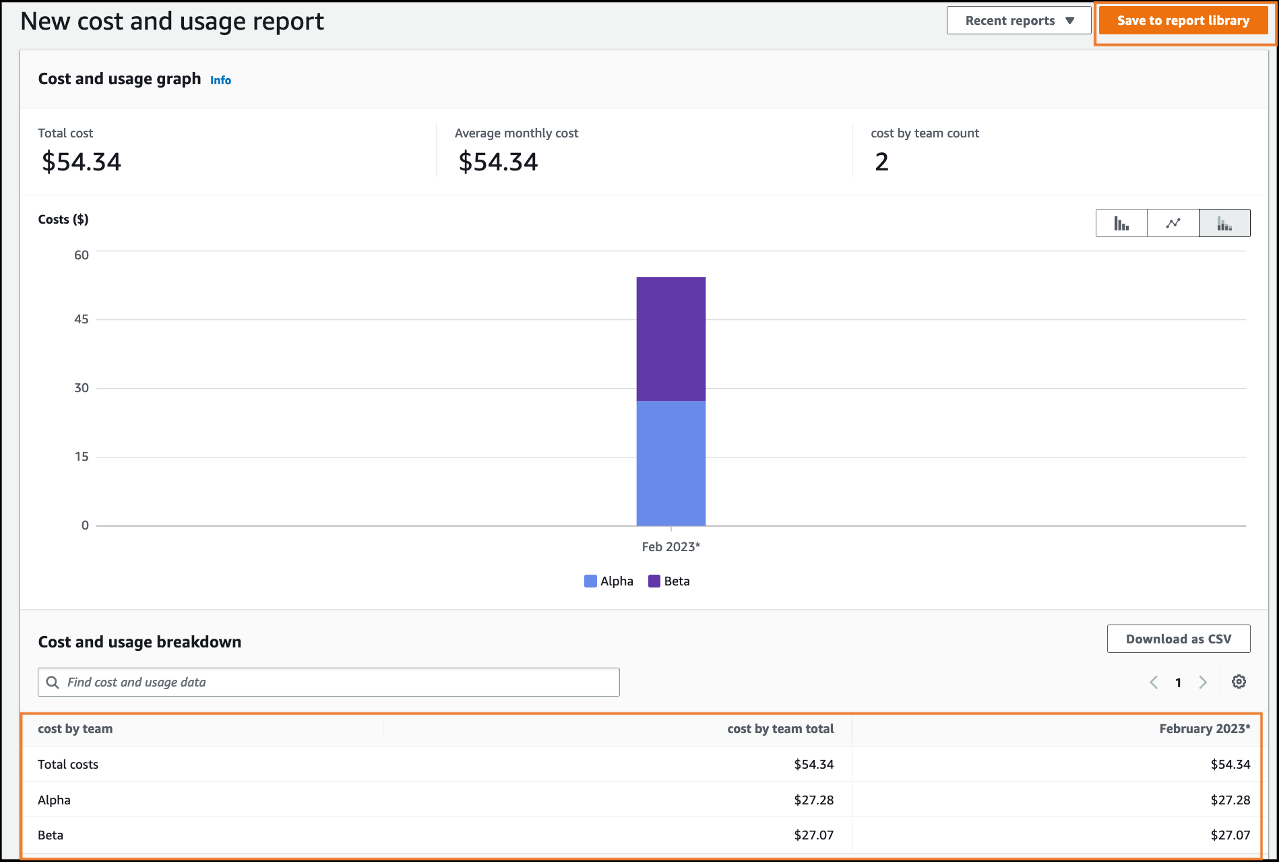 New cost and usage report
Recent reports ▼
Save to report library
Cost and usage graph Info
Total cost
$54.34
Average monthly cost
$54.34
cost by team count
2
Costs ($)
60
45
30
15
0
Feb 2023*
Alpha Beta
Cost and usage breakdown
Download as CSV
Find cost and usage data
1
cost by team cost by team total February 2023*
Total costs $54.34 $54.34
Alpha $27.28 $27.28
Beta $27.07 $27.07